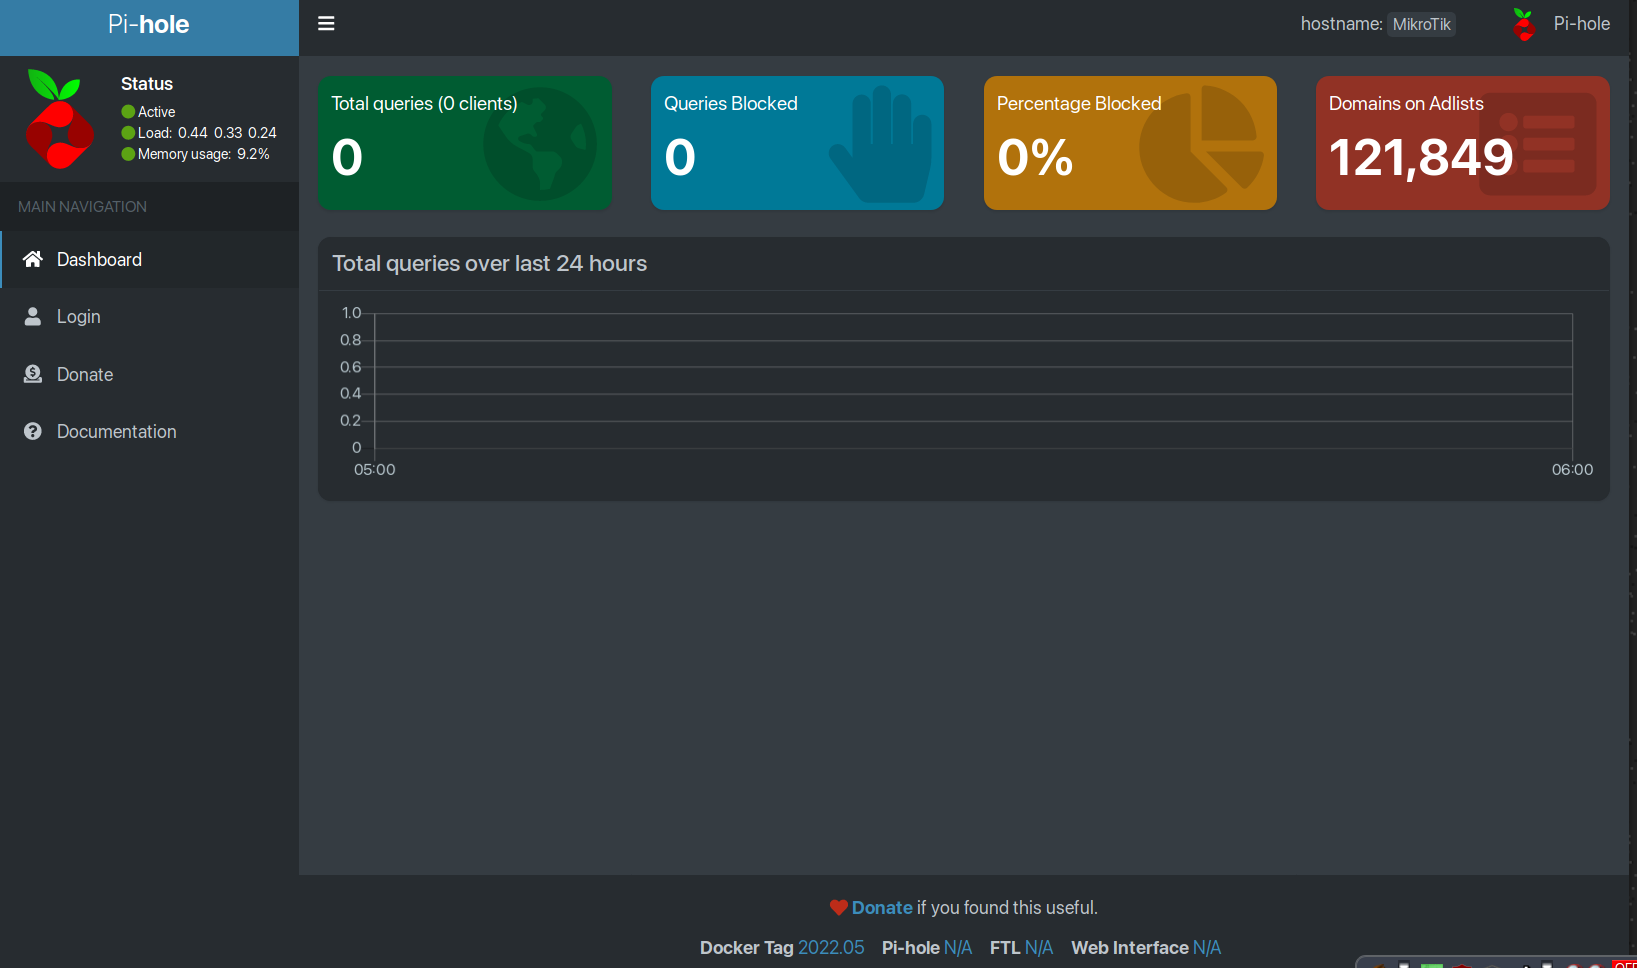 Pi-hole
hostname: MikroTik
Pi-hole
Status
Active
Load: 0.44 0.33 0.24
Memory usage: 9.2%
MAIN NAVIGATION
Dashboard
Login
Donate
Documentation
Total queries (0 clients)
0
Queries Blocked
0
Percentage Blocked
0%
Domains on Adlists
121,849
Total queries over last 24 hours
1.0
0.8
0.6
0.4
0.2
0
05:00 06:00
Donate if you found this useful.
Docker Tag 2022.05 Pi-hole N/A FTL N/A Web Interface N/A